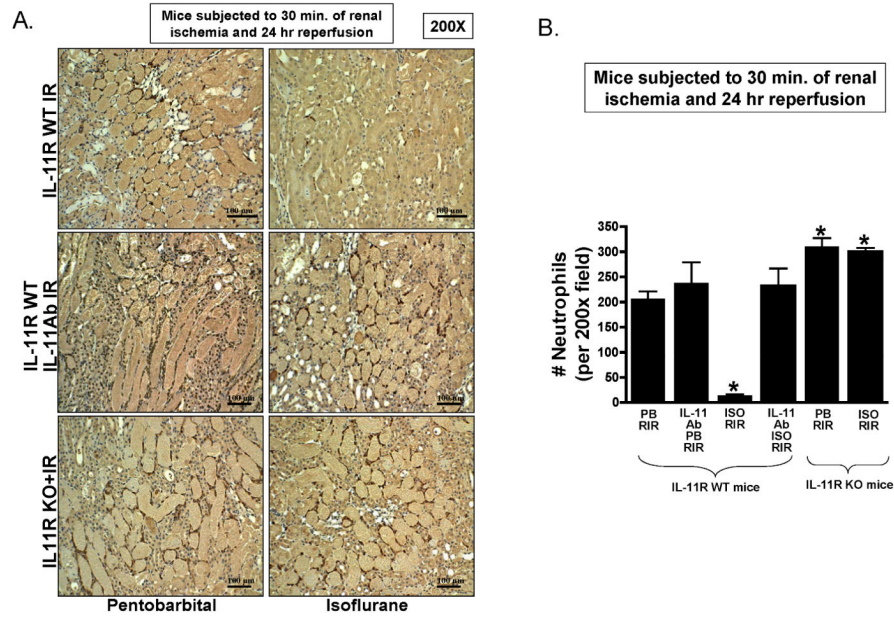 A.
Mice subjected to 30 min. of renal
ischemia and 24 hr reperfusion
200X
IL-11R WT IR
100 µm
100 µm
IL-11R WT
IL-11Ab IR
100 µm
100 µm
IL11R KO+IR
100 µm
100 µm
Pentobarbital
Isoflurane
B.
Mice subjected to 30 min. of renal
ischemia and 24 hr reperfusion
# Neutrophils
(per 200x field)
350
300
250
200
150
100
50
0
*
*
*
PB
RIR
IL-11
Ab
PB
RIR
ISO
RIR
IL-11
Ab
ISO
RIR
PB
RIR
ISO
RIR
IL-11R WT mice
IL-11R KO mice